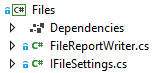 C# Files
Dependencies
C# FileReportWriter.cs
C# IFileSettings.cs